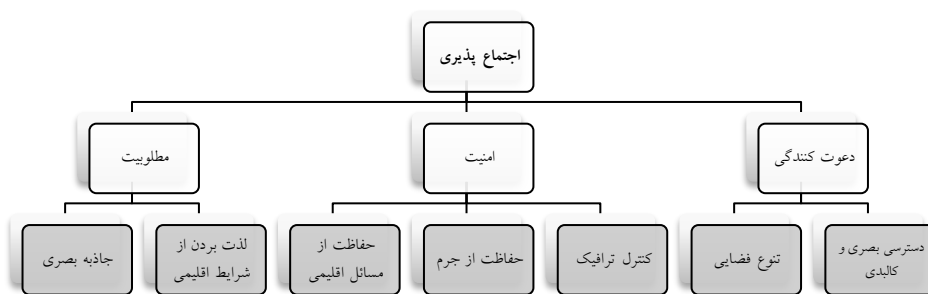 اجتماع پذیری
دعوت کنندگی
امنیت
مطلوبیت
دسترسی بصری و
کالبدی
تنوع فضایی
کنترل ترافیک
حفاظت از جرم
حفاظت از
مسائل اقلیمی
لذت بردن از
شرایط اقلیمی
جاذبه بصری